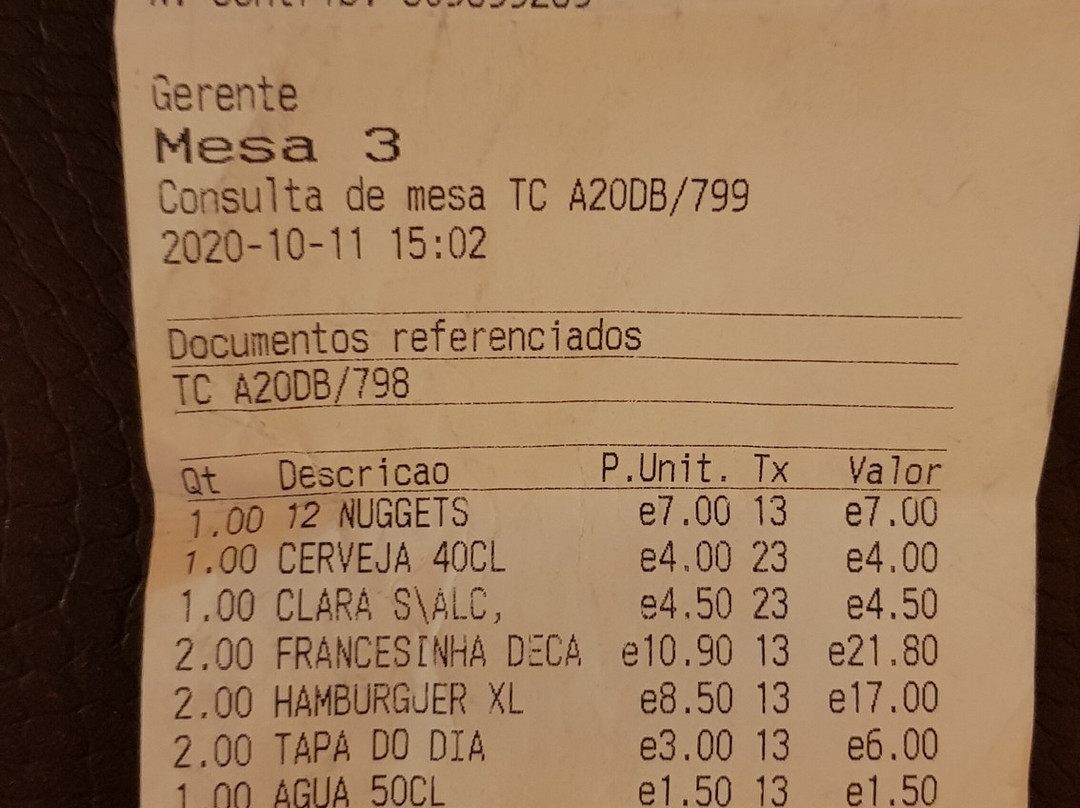 Gerente
Mesa 3
Consulta de mesa TC A20DB/799
2020-10-11 15:02
Documentos referenciados
TC A20DB/798
Qt Descricao P.Unit. Tx Valor
1.00 12 NUGGETS e7.00 13 e7.00
1.00 CERVEJA 40CL e4.00 23 e4.00
1.00 CLARA S\ALC, e4.50 23 e4.50
2.00 FRANCESINHA DECA e10.90 13 e21.80
2.00 HAMBURGUER XL e8.50 13 e17.00
2.00 TAPA DO DIA e3.00 13 e6.00
1.00 AGUA 50CL e1.50 13 e1.50